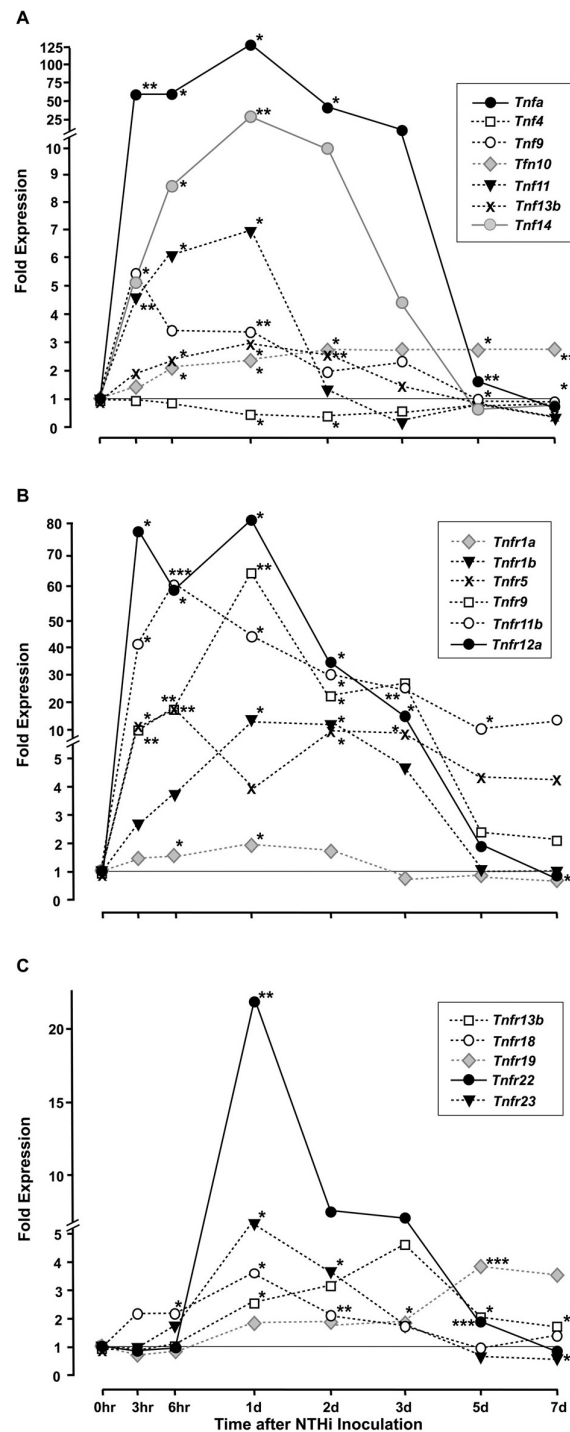 A
125
100
75
50
25
10
9
8
7
6
5
4
3
2
1
0
Fold Expression
Tnfa
Tnf4
Tnf9
Tfn10
Tnf11
Tnf13b
Tnf14
** * * * * ** * ** * * ** * * * * * ** * * ** * ** *
B
80
70
60
50
40
30
20
10
5
4
3
2
1
0
Fold Expression
Tnfr1a
Tnfr1b
Tnfr5
Tnfr9
Tnfr11b
Tnfr12a
* * * ** *** * ** ** * * ** * * * * * * * * ** * * * *
C
20
15
10
5
4
3
2
1
0
Fold Expression
Tnfr13b
Tnfr18
Tnfr19
Tnfr22
Tnfr23
* ** * * * * ** * *** *** * * *
0hr 3hr 6hr 1d 2d 3d 5d 7d
Time after NTHi Inoculation